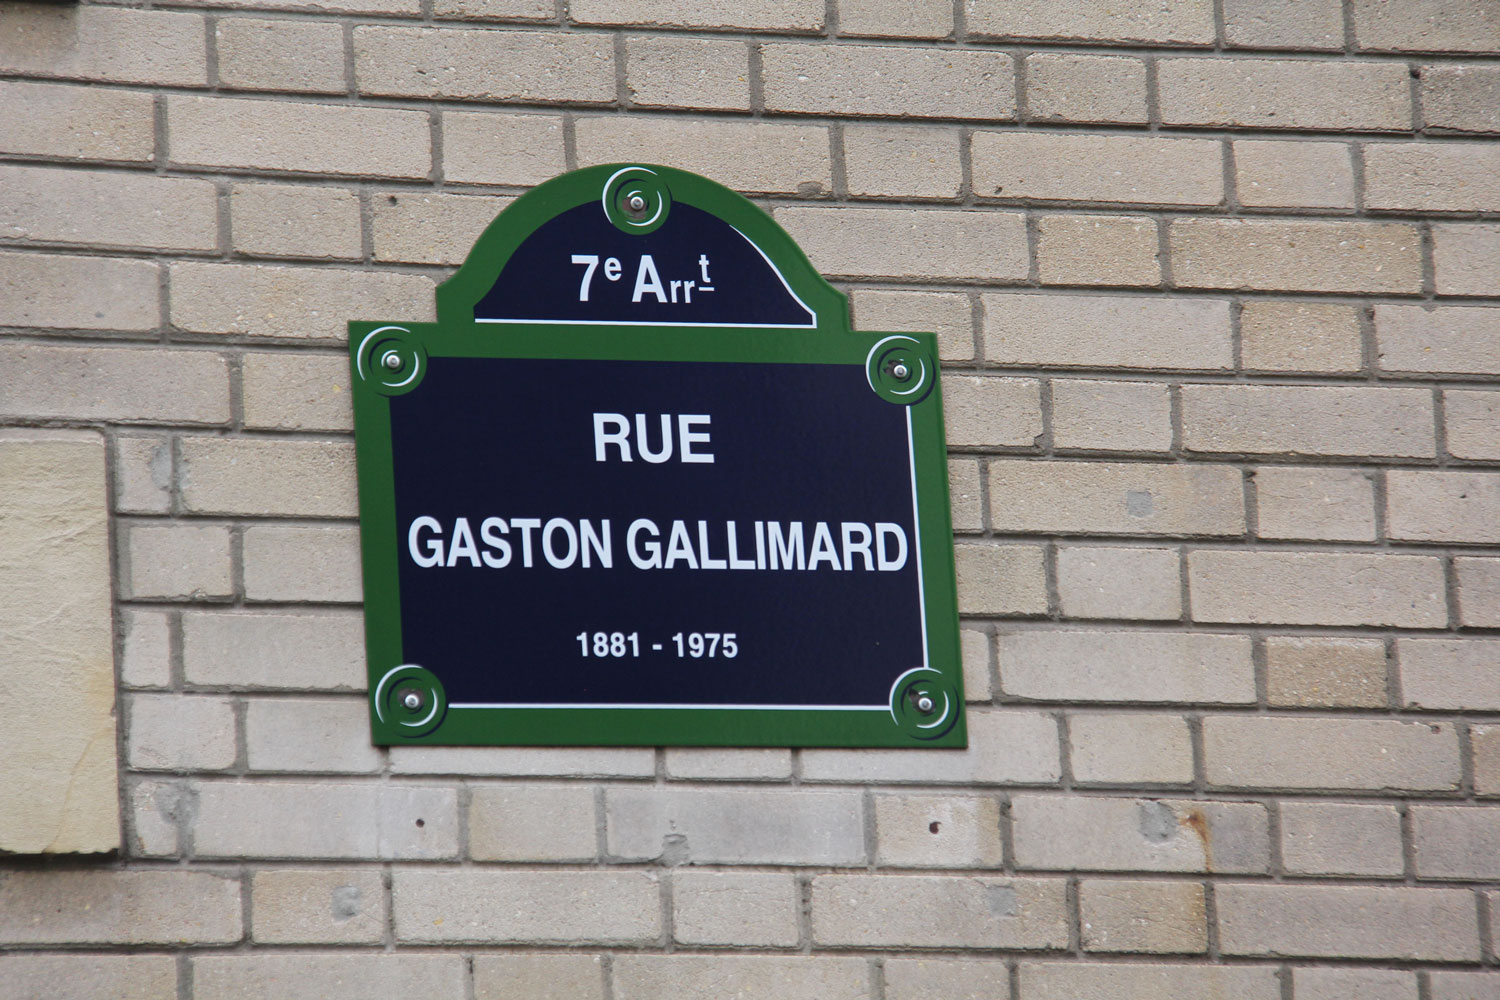 7e Arrt
RUE
GASTON GALLIMARD
1881 - 1975